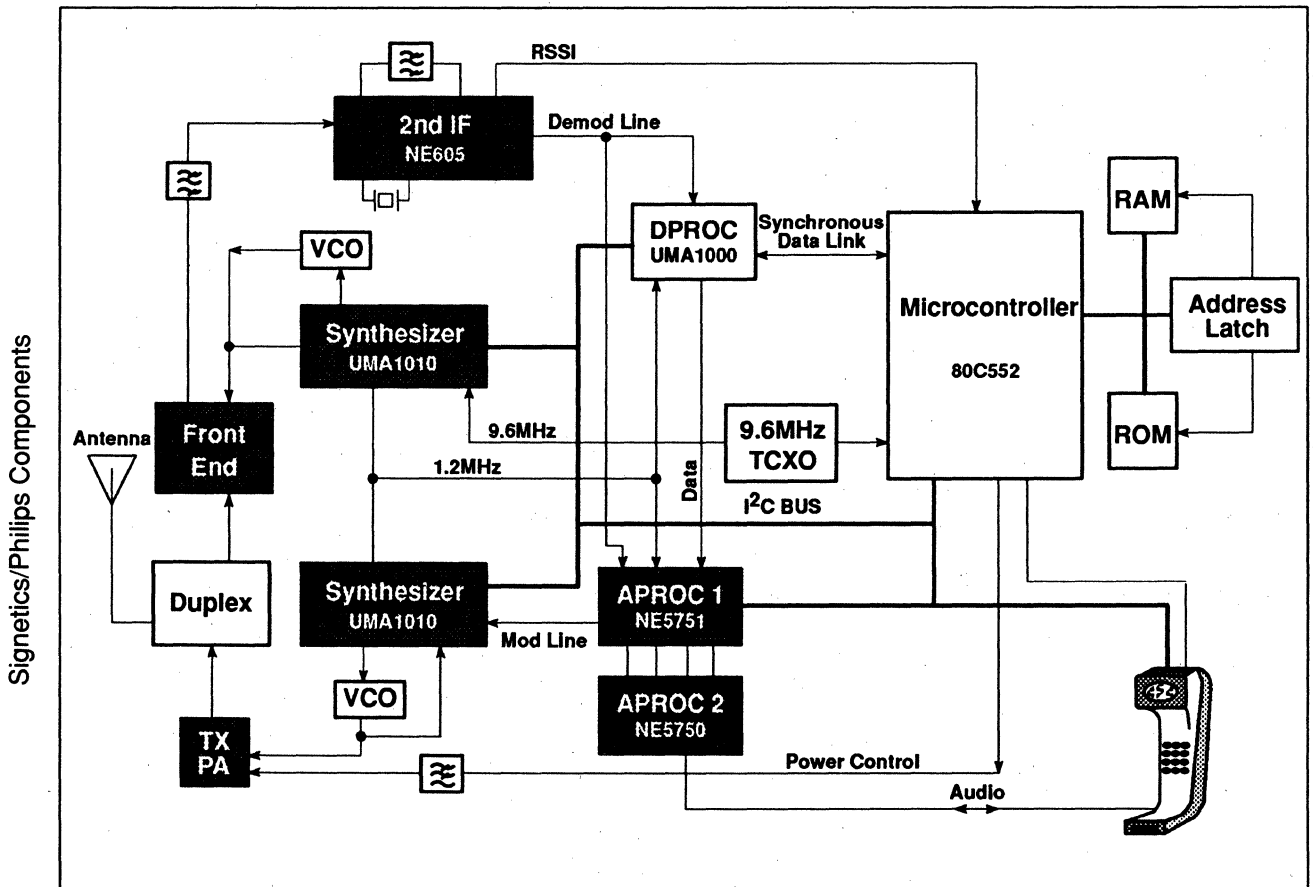 Signetics/Philips Components
RSSI
2nd IF
NE605
Demod Line
RAM
DPROC
UMA1000
Synchronous
Data Link
VCO
Microcontroller
80C552
Address
Latch
Synthesizer
UMA1010
Antenna
Front
End
9.6MHz
9.6MHz
TCXO
ROM
1.2MHz
Data
I2C BUS
Duplex
Synthesizer
UMA1010
APROC 1
NE5751
Mod Line
VCO
APROC 2
NE5750
TX
PA
Power Control
Audio